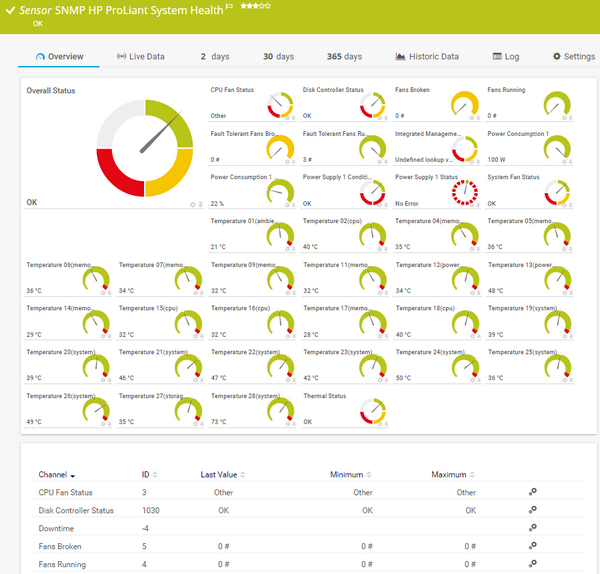 Sensor SNMP HP ProLiant System Health
OK
Overview Live Data 2 days 30 days 365 days Historic Data Log Settings
Overall Status
OK
CPU Fan Status Disk Controller Status Fans Broken Fans Running
Other OK 0 # 0 #
Fault Tolerant Fans Bro... Fault Tolerant Fans Ru... Integrated Manageme... Power Consumption 1
0 # 3 # Undefined lookup v... 100 W
Power Consumption 1 ... Power Supply 1 Conditi... Power Supply 1 Status System Fan Status
22 % OK No Error OK
Temperature 01(ambie... Temperature 02(cpu) Temperature 04(memo... Temperature 05(memo...
21 °C 40 °C 35 °C 36 °C
Temperature 06(memo... Temperature 07(memo... Temperature 09(memo... Temperature 11(memo... Temperature 12(power... Temperature 13(power...
36 °C 34 °C 32 °C 32 °C 34 °C 48 °C
Temperature 14(memo... Temperature 15(cpu) Temperature 16(cpu) Temperature 17(memo... Temperature 18(cpu) Temperature 19(system)
29 °C 32 °C 32 °C 28 °C 40 °C 39 °C
Temperature 20(system) Temperature 21(system) Temperature 22(system) Temperature 23(system) Temperature 24(system) Temperature 25(system)
39 °C 46 °C 47 °C 42 °C 50 °C 36 °C
Temperature 26(system) Temperature 27(storag... Temperature 28(system) Thermal Status
49 °C 35 °C 73 °C OK
Channel ID Last Value Minimum Maximum
CPU Fan Status 3 Other Other Other
Disk Controller Status 1030 OK OK OK
Downtime -4
Fans Broken 5 0 # 0 # 0 #
Fans Running 4 0 # 0 # 0 #